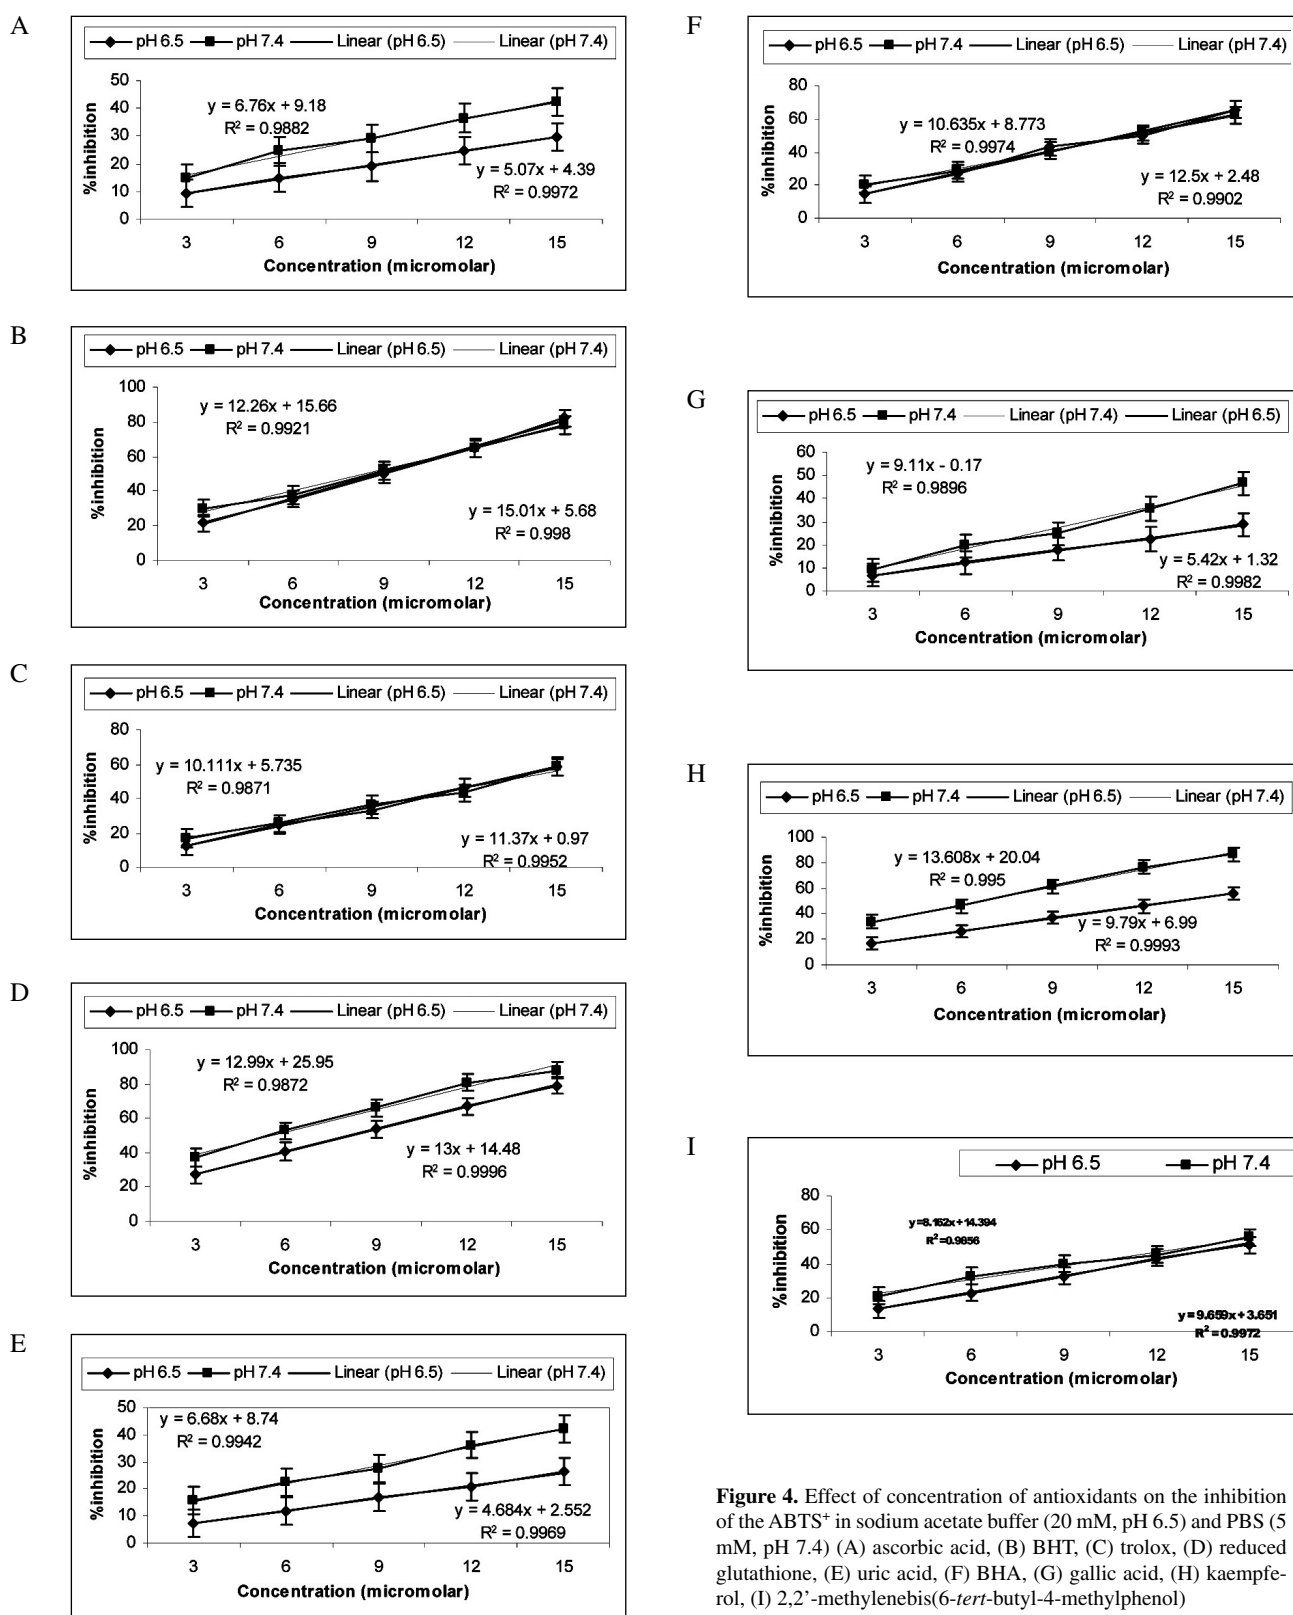 A
pH 6.5 pH 7.4 Linear (pH 6.5) Linear (pH 7.4)
50
40
30
20
10
0
%inhibition
y = 6.76x + 9.18
R² = 0.9882
y = 5.07x + 4.39
R² = 0.9972
3 6 9 12 15
Concentration (micromolar)
B
pH 6.5 pH 7.4 Linear (pH 6.5) Linear (pH 7.4)
100
80
60
40
20
0
%inhibition
y = 12.26x + 15.66
R² = 0.9921
y = 15.01x + 5.68
R² = 0.998
3 6 9 12 15
Concentration (micromolar)
C
pH 6.5 pH 7.4 Linear (pH 6.5) Linear (pH 7.4)
80
60
40
20
0
%inhibition
y = 10.111x + 5.735
R² = 0.9871
y = 11.37x + 0.97
R² = 0.9952
3 6 9 12 15
Concentration (micromolar)
D
pH 6.5 pH 7.4 Linear (pH 6.5) Linear (pH 7.4)
100
80
60
40
20
0
%inhibition
y = 12.99x + 25.95
R² = 0.9872
y = 13x + 14.48
R² = 0.9996
3 6 9 12 15
Concentration (micromolar)
E
pH 6.5 pH 7.4 Linear (pH 6.5) Linear (pH 7.4)
50
40
30
20
10
0
%inhibition
y = 6.68x + 8.74
R² = 0.9942
y = 4.684x + 2.552
R² = 0.9969
3 6 9 12 15
Concentration (micromolar)
F
pH 6.5 pH 7.4 Linear (pH 6.5) Linear (pH 7.4)
80
60
40
20
0
%inhibition
y = 10.635x + 8.773
R² = 0.9974
y = 12.5x + 2.48
R² = 0.9902
3 6 9 12 15
Concentration (micromolar)
G
pH 6.5 pH 7.4 Linear (pH 7.4) Linear (pH 6.5)
60
50
40
30
20
10
0
%inhibition
y = 9.11x - 0.17
R² = 0.9896
y = 5.42x + 1.32
R² = 0.9982
3 6 9 12 15
Concentration (micromolar)
H
pH 6.5 pH 7.4 Linear (pH 6.5) Linear (pH 7.4)
100
80
60
40
20
0
%inhibition
y = 13.608x + 20.04
R² = 0.995
y = 9.79x + 6.99
R² = 0.9993
3 6 9 12 15
Concentration (micromolar)
I
pH 6.5 pH 7.4
80
60
40
20
0
%inhibition
y = 8.162x + 14.394
R² = 0.9856
y = 9.659x + 3.651
R² = 0.9972
3 6 9 12 15
Concentration (micromolar)
Figure 4. Effect of concentration of antioxidants on the inhibition
of the ABTS⁺ in sodium acetate buffer (20 mM, pH 6.5) and PBS (5
mM, pH 7.4) (A) ascorbic acid, (B) BHT, (C) trolox, (D) reduced
glutathione, (E) uric acid, (F) BHA, (G) gallic acid, (H) kaempfe-
rol, (I) 2,2’-methylenebis(6-tert-butyl-4-methylphenol)